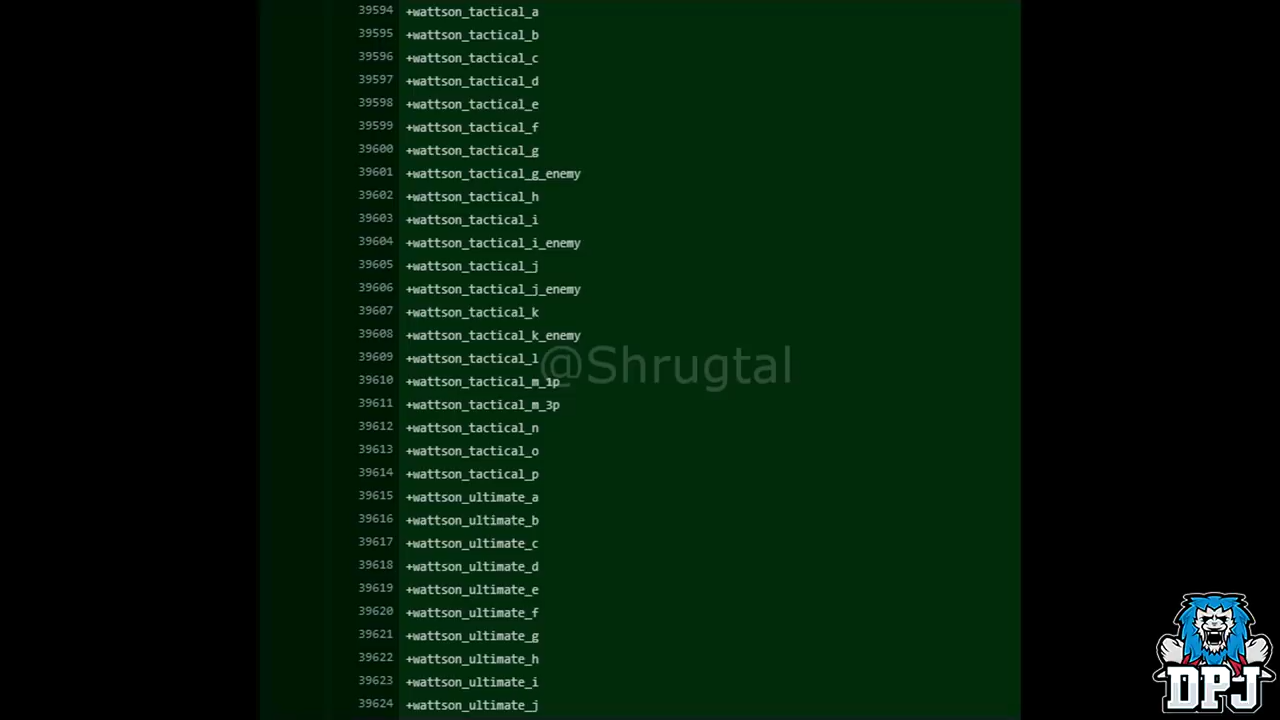 39594 +wattson_tactical_a
39595 +wattson_tactical_b
39596 +wattson_tactical_c
39597 +wattson_tactical_d
39598 +wattson_tactical_e
39599 +wattson_tactical_f
39600 +wattson_tactical_g
39601 +wattson_tactical_g_enemy
39602 +wattson_tactical_h
39603 +wattson_tactical_i
39604 +wattson_tactical_i_enemy
39605 +wattson_tactical_j
39606 +wattson_tactical_j_enemy
39607 +wattson_tactical_k
39608 +wattson_tactical_k_enemy
39609 +wattson_tactical_l
@Shrugtal
39610 +wattson_tactical_m_1p
39611 +wattson_tactical_m_3p
39612 +wattson_tactical_n
39613 +wattson_tactical_o
39614 +wattson_tactical_p
39615 +wattson_ultimate_a
39616 +wattson_ultimate_b
39617 +wattson_ultimate_c
39618 +wattson_ultimate_d
39619 +wattson_ultimate_e
39620 +wattson_ultimate_f
39621 +wattson_ultimate_g
39622 +wattson_ultimate_h
39623 +wattson_ultimate_i
39624 +wattson_ultimate_j
DPJ